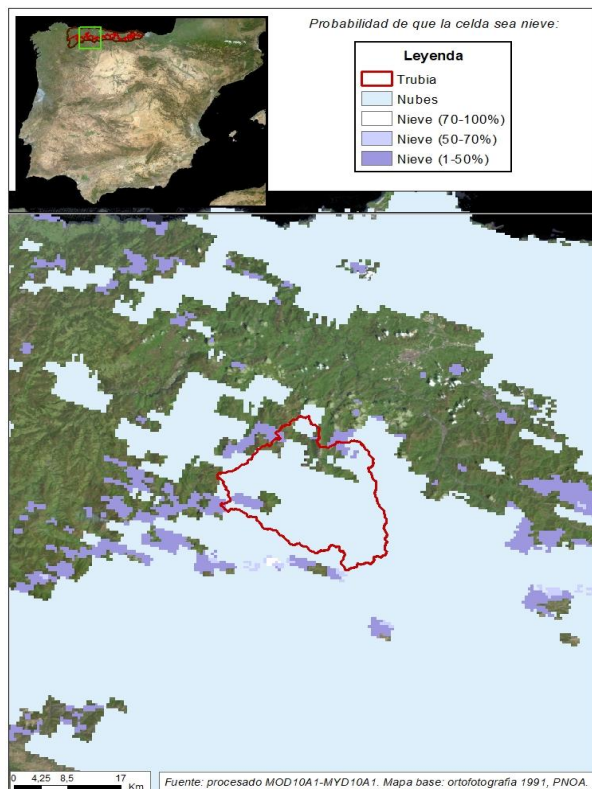 Probabilidad de que la celda sea nieve:
Leyenda
Trubia
Nubes
Nieve (70-100%)
Nieve (50-70%)
Nieve (1-50%)
0 4,25 8,5 17
Km
Fuente: procesado MOD10A1-MYD10A1. Mapa base: ortofotografia 1991, PNOA.